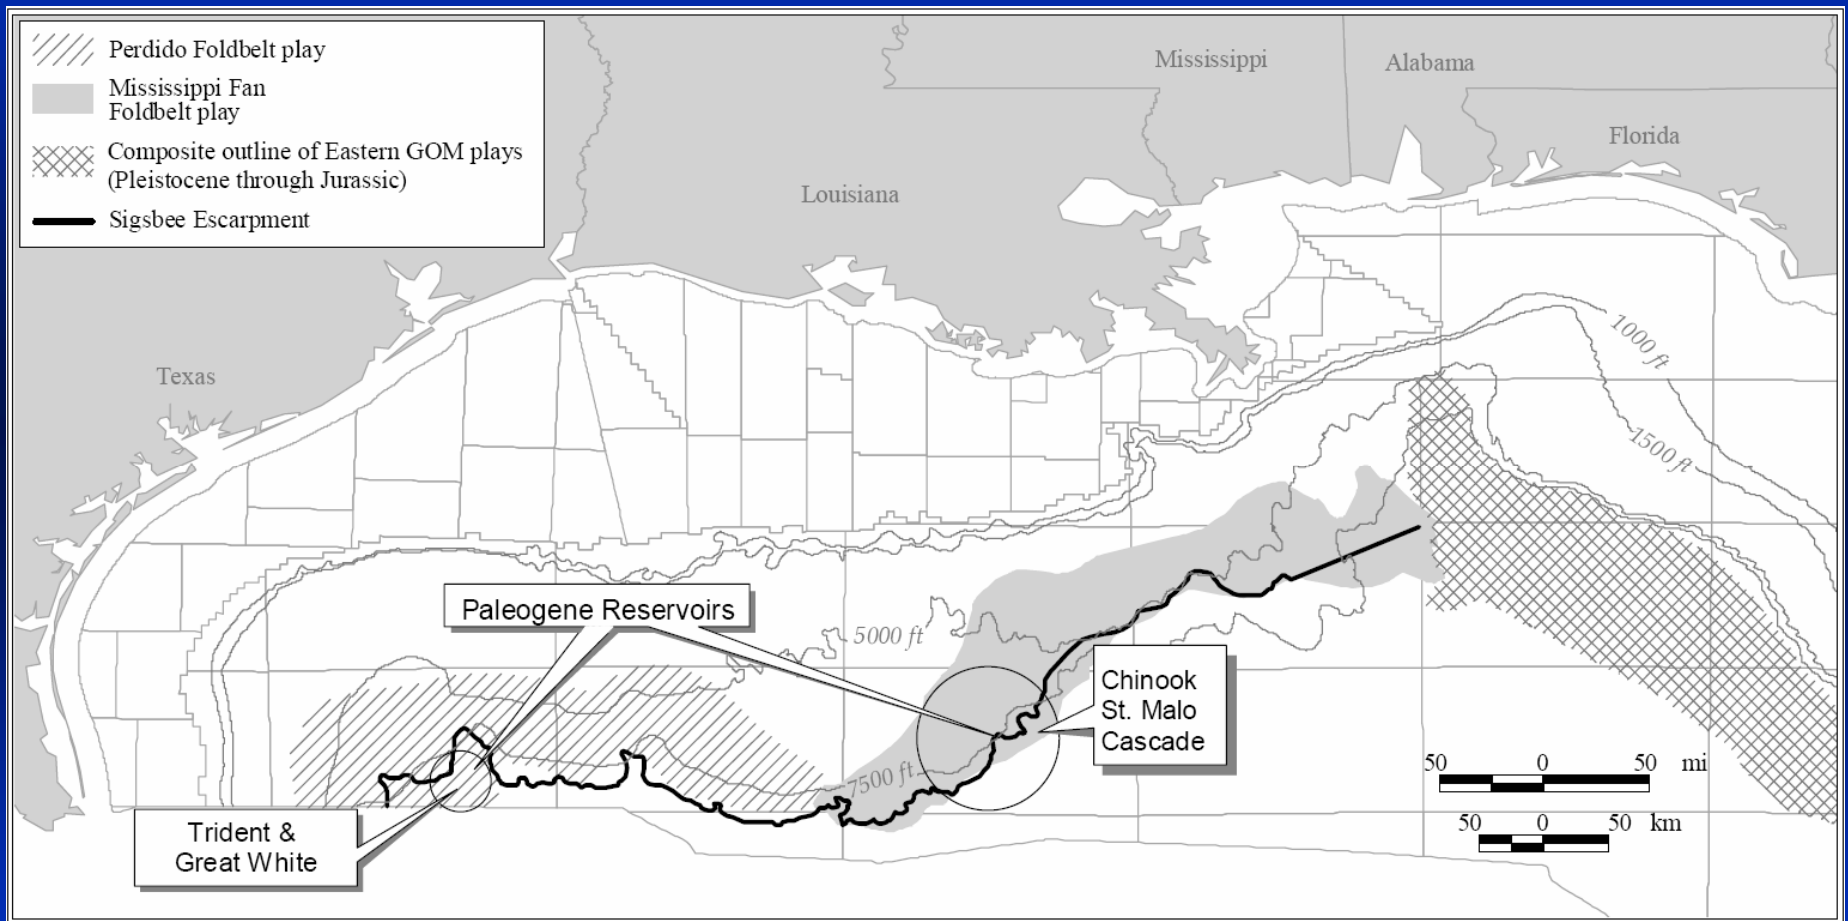 Perdido Foldbelt play
Mississippi Fan
Foldbelt play
Composite outline of Eastern GOM plays
(Pleistocene through Jurassic)
Sigsbee Escarpment
Mississippi
Alabama
Florida
Louisiana
Texas
1000 ft
1500 ft
Paleogene Reservoirs
5000 ft
Chinook
St. Malo
Cascade
7500 ft
Trident &
Great White
50 0 50 mi
50 0 50 km